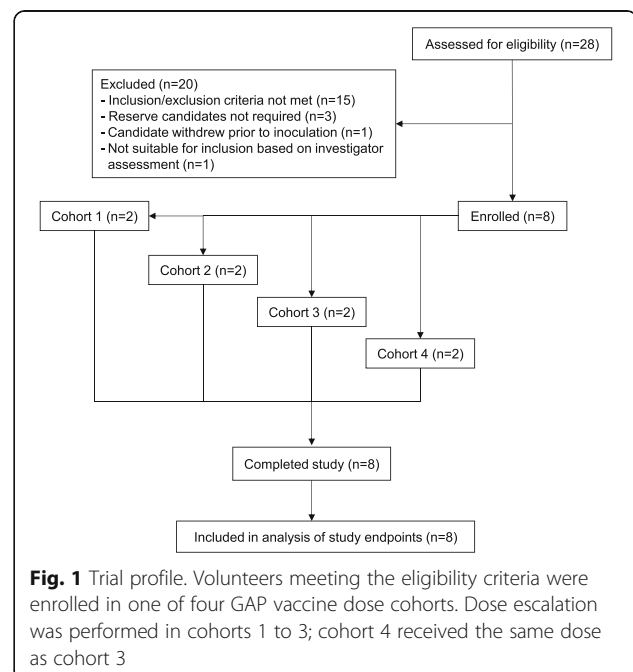 Assessed for eligibility (n=28)
Excluded (n=20)
- Inclusion/exclusion criteria not met (n=15)
- Reserve candidates not required (n=3)
- Candidate withdrew prior to inoculation (n=1)
- Not suitable for inclusion based on investigator
assessment (n=1)
Enrolled (n=8)
Cohort 1 (n=2)
Cohort 2 (n=2)
Cohort 3 (n=2)
Cohort 4 (n=2)
Completed study (n=8)
Included in analysis of study endpoints (n=8)
Fig. 1 Trial profile. Volunteers meeting the eligibility criteria were
enrolled in one of four GAP vaccine dose cohorts. Dose escalation
was performed in cohorts 1 to 3; cohort 4 received the same dose
as cohort 3